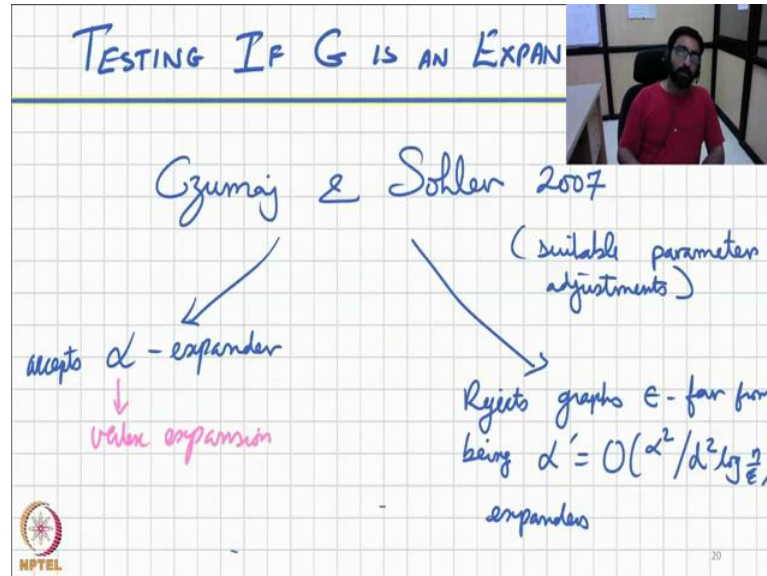 TESTING IF G IS AN EXPAN
Czumaj & Sohler 2007
(suitable parameter
adjustments)
accepts α - expander
vertex expansion
Rejects graphs ϵ - far from
being α' = O(α²/d² log n/ε)
expanders
NPTEL
20